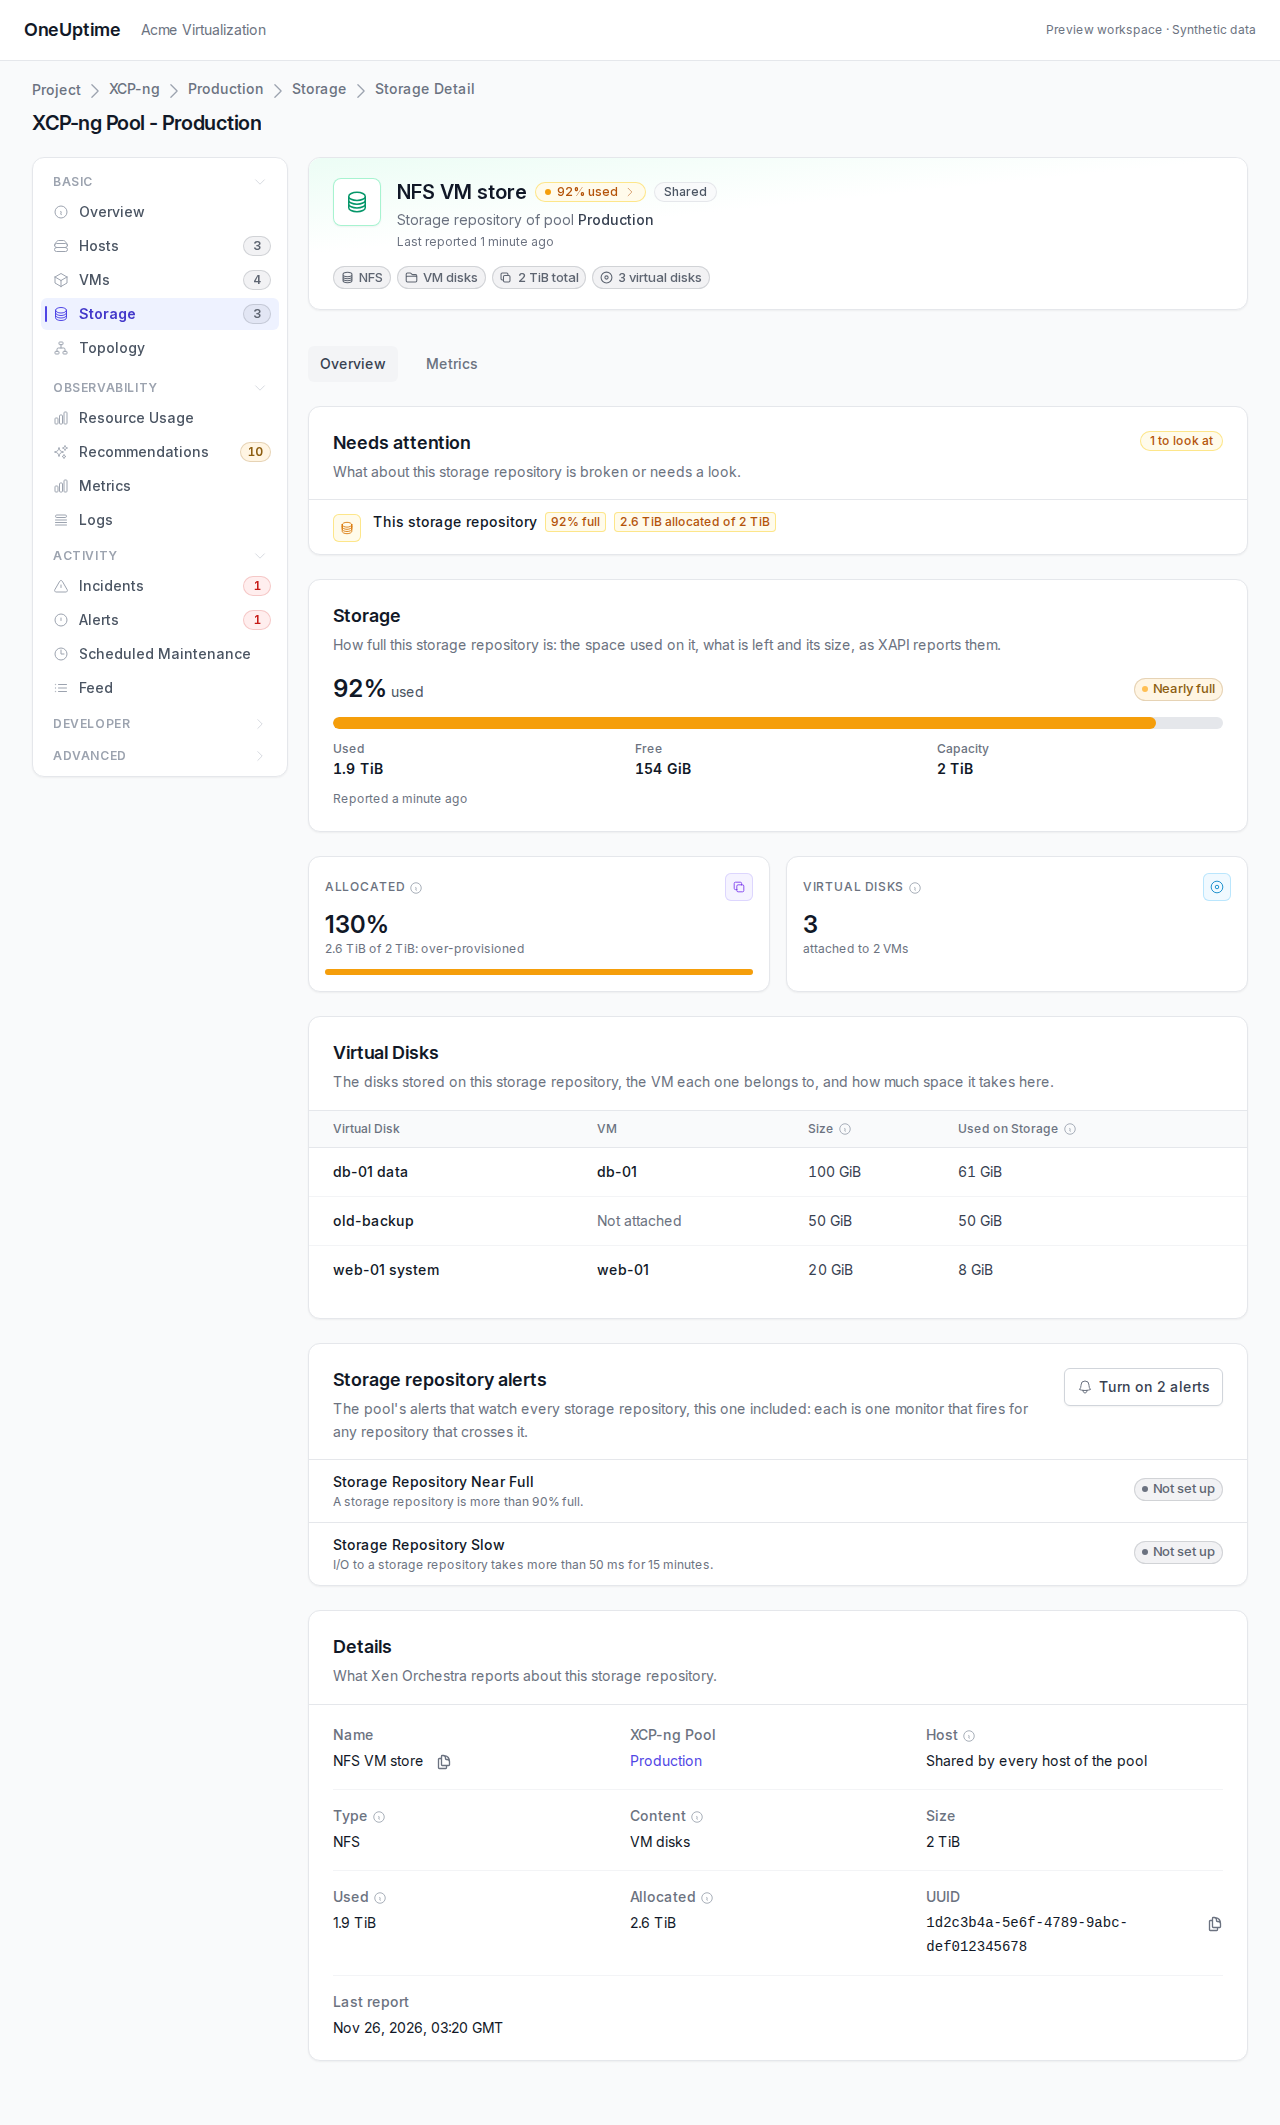 OneUptime
Acme Virtualization
Preview workspace · Synthetic data
Project
XCP-ng
Production
Storage
Storage Detail
XCP-ng Pool - Production
BASIC
Overview
Hosts 3
VMs 4
Storage 3
Topology
OBSERVABILITY
Resource Usage
Recommendations 10
Metrics
Logs
ACTIVITY
Incidents 1
Alerts 1
Scheduled Maintenance
Feed
DEVELOPER
ADVANCED
NFS VM store 92% used Shared
Storage repository of pool Production
Last reported 1 minute ago
NFS VM disks 2 TiB total 3 virtual disks
Overview Metrics
Needs attention
1 to look at
What about this storage repository is broken or needs a look.
This storage repository 92% full 2.6 TiB allocated of 2 TiB
Storage
How full this storage repository is: the space used on it, what is left and its size, as XAPI reports them.
92% used
Nearly full
Used Free Capacity
1.9 TiB 154 GiB 2 TiB
Reported a minute ago
ALLOCATED
130%
2.6 TiB of 2 TiB: over-provisioned
VIRTUAL DISKS
3
attached to 2 VMs
Virtual Disks
The disks stored on this storage repository, the VM each one belongs to, and how much space it takes here.
Virtual Disk VM Size Used on Storage
db-01 data db-01 100 GiB 61 GiB
old-backup Not attached 50 GiB 50 GiB
web-01 system web-01 20 GiB 8 GiB
Storage repository alerts
Turn on 2 alerts
The pool's alerts that watch every storage repository, this one included: each is one monitor that fires for
any repository that crosses it.
Storage Repository Near Full
A storage repository is more than 90% full.
Not set up
Storage Repository Slow
I/O to a storage repository takes more than 50 ms for 15 minutes.
Not set up
Details
What Xen Orchestra reports about this storage repository.
Name XCP-ng Pool Host
NFS VM store Production Shared by every host of the pool
Type Content Size
NFS VM disks 2 TiB
Used Allocated UUID
1.9 TiB 2.6 TiB 1d2c3b4a-5e6f-4789-9abc-
def012345678
Last report
Nov 26, 2026, 03:20 GMT